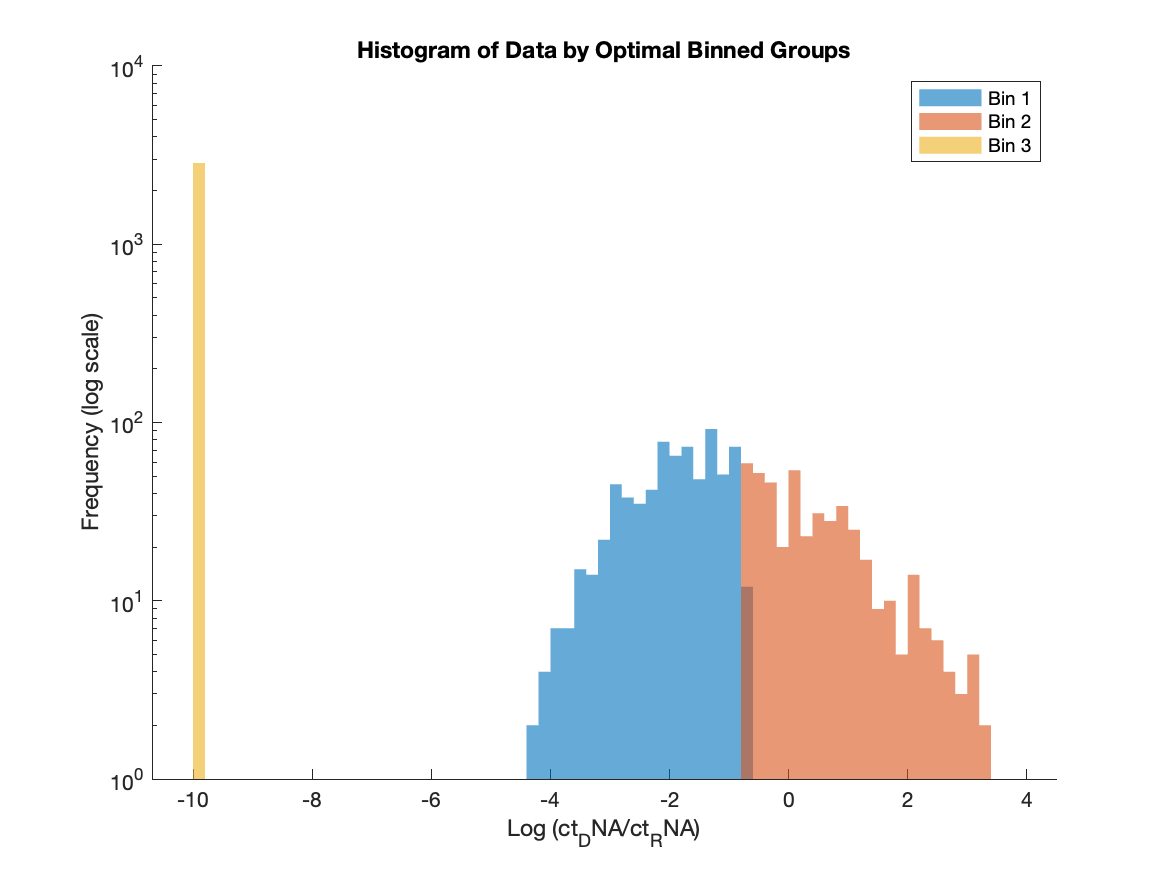 Histogram of Data by Optimal Binned Groups
Bin 1
Bin 2
Bin 3
Frequency (log scale)
10^4
10^3
10^2
10^1
10^0
-10 -8 -6 -4 -2 0 2 4
Log (ct_DNA/ct_RNA)